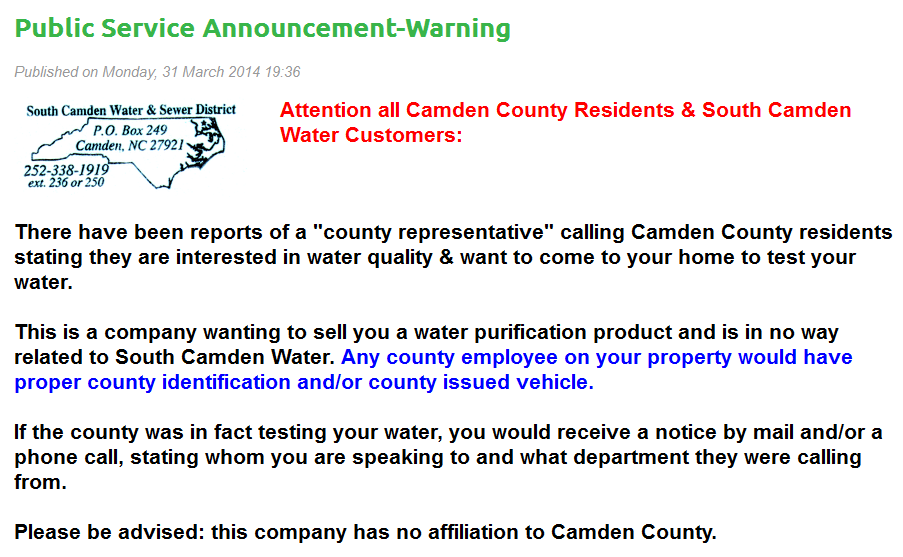 Public Service Announcement-Warning
Published on Monday, 31 March 2014 19:36
South Camden Water & Sewer District
P.O. Box 249
Camden, NC 27921
252-338-1919
ext. 236 or 250
Attention all Camden County Residents & South Camden
Water Customers:
There have been reports of a "county representative" calling Camden County residents
stating they are interested in water quality & want to come to your home to test your
water.
This is a company wanting to sell you a water purification product and is in no way
related to South Camden Water. Any county employee on your property would have
proper county identification and/or county issued vehicle.
If the county was in fact testing your water, you would receive a notice by mail and/or a
phone call, stating whom you are speaking to and what department they were calling
from.
Please be advised: this company has no affiliation to Camden County.